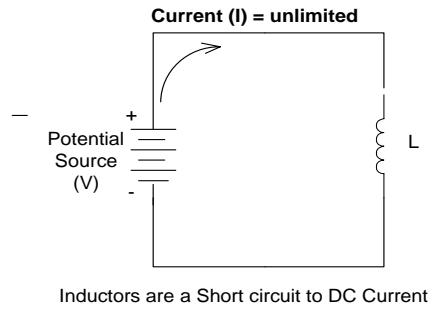 Current (I) = unlimited
+
Potential
Source
(V)
-
L
Inductors are a Short circuit to DC Current